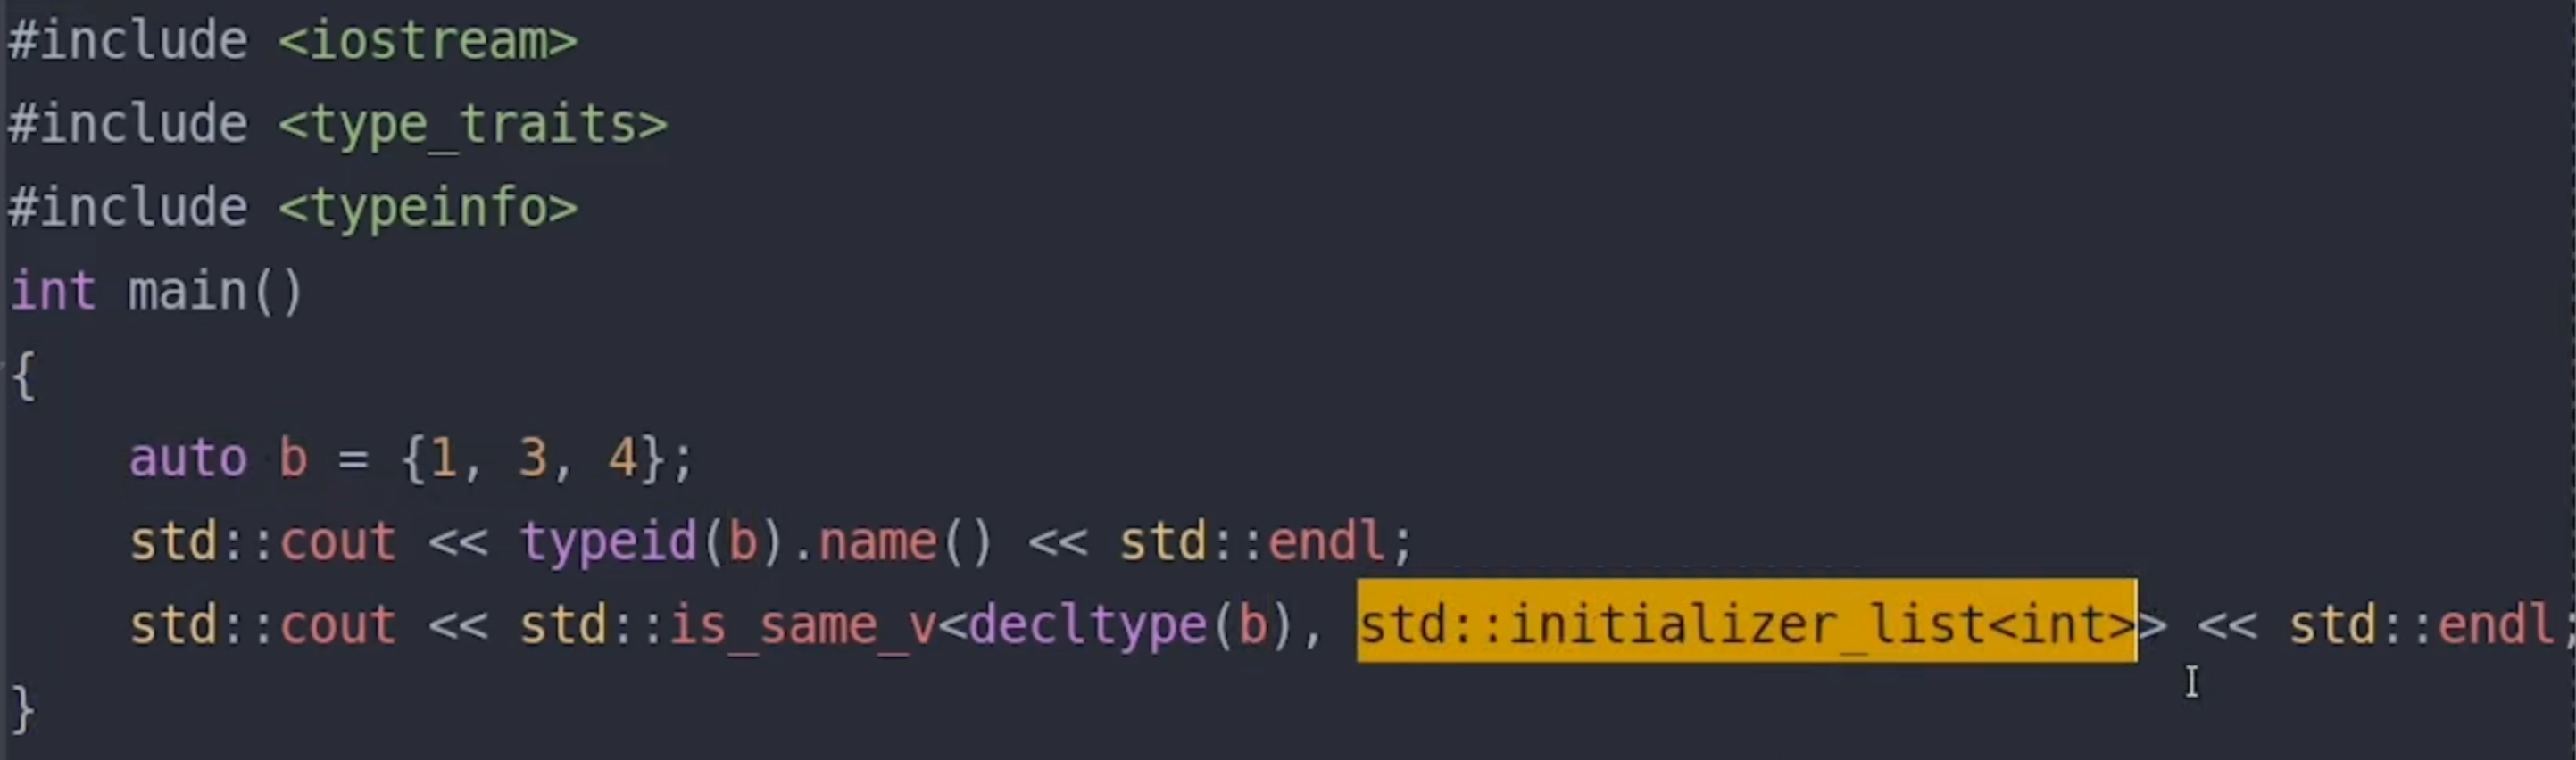 #include <iostream>
#include <type_traits>
#include <typeinfo>
int main()
{
    auto b = {1, 3, 4};
    std::cout << typeid(b).name() << std::endl;
    std::cout << std::is_same_v<decltype(b), std::initializer_list<int>> << std::endl;
}